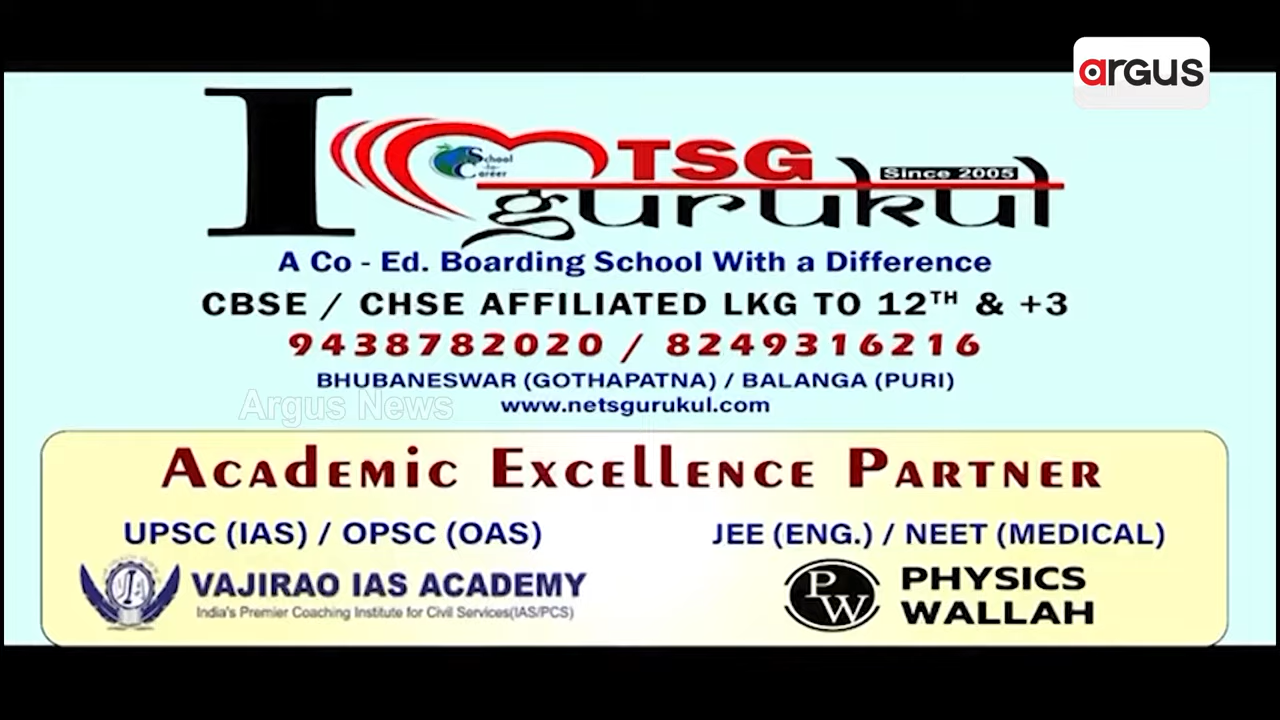 argus
I TSG gurukul Since 2005
School to Career
A Co - Ed. Boarding School With a Difference
CBSE / CHSE AFFILIATED LKG TO 12TH & +3
9438782020 / 8249316216
BHUBANESWAR (GOTHAPATNA) / BALANGA (PURI)
Argus News
www.netsgurukul.com
ACADEMIC EXCELLENCE PARTNER
UPSC (IAS) / OPSC (OAS)
JEE (ENG.) / NEET (MEDICAL)
VAJIRAO IAS ACADEMY
India's Premier Coaching Institute for Civil Services(IAS/PCS)
PW
PHYSICS
WALLAH